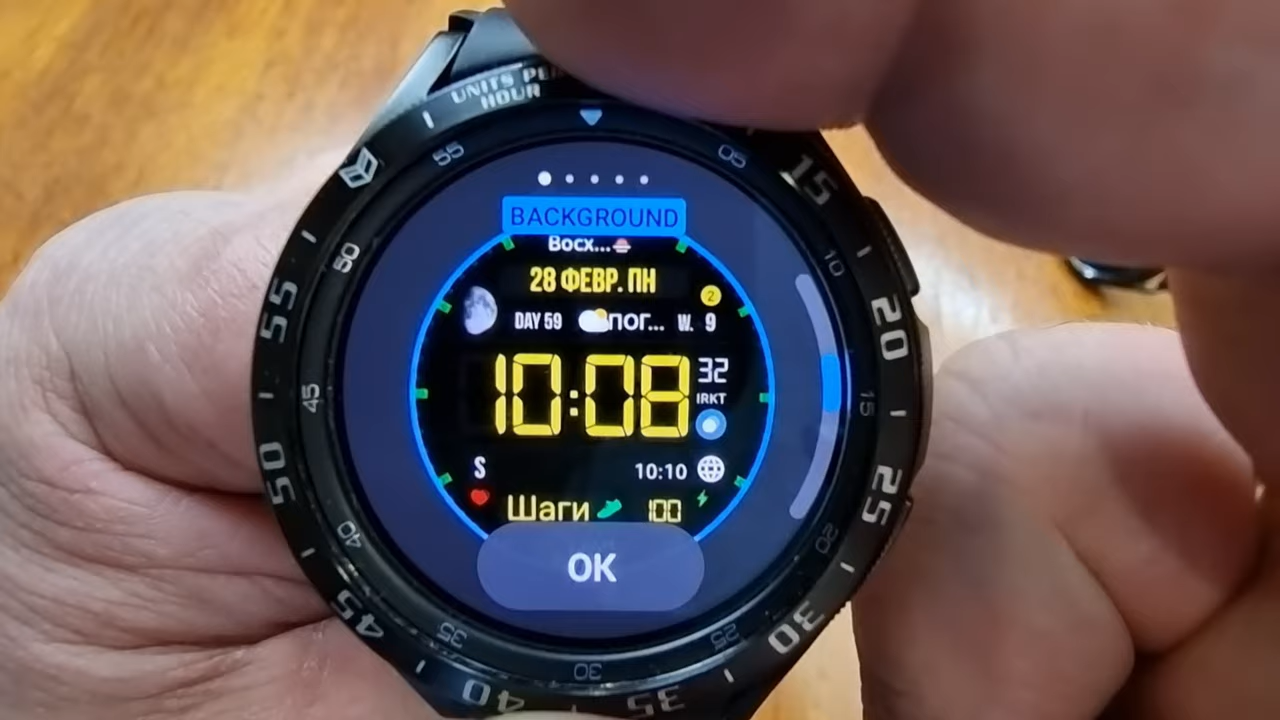 UNITS PE
HOUR
55
05
15
BACKGROUND
Восх...
28 ФЕВР. ПН
2
DAY 59
ПОГ...
W. 9
10:08
32
IRKT
S
10:10
Шаги
100
OK
50
10
55
20
45
15
50
25
40
20
45
35
25
30
30
40
35